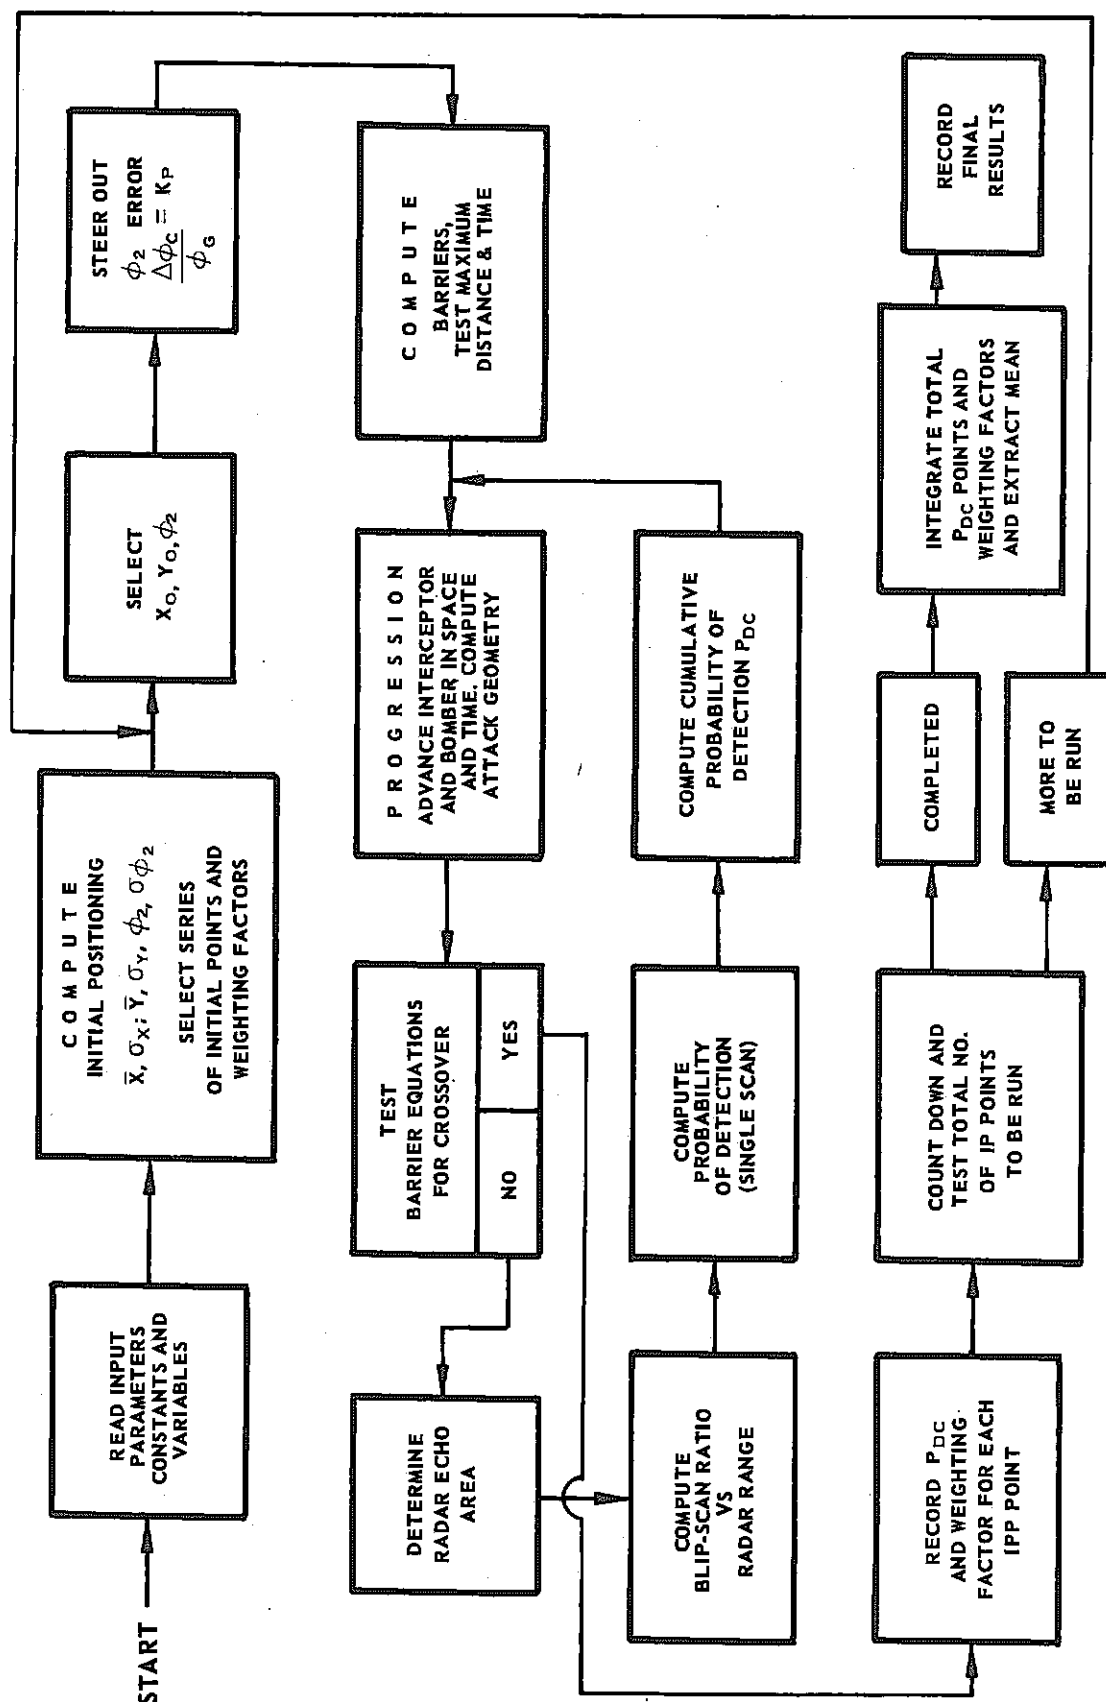 START
READ INPUT
PARAMETERS
CONSTANTS AND
VARIABLES
COMPUTE
INITIAL POSITIONING
X̅, σX; Y̅, σY, ϕ2, σϕ2
SELECT SERIES
OF INITIAL POINTS AND
WEIGHTING FACTORS
SELECT
XO, YO, ϕ2
STEER OUT
ϕ2 ERROR
ΔϕC = KP
ϕG
COMPUTE
BARRIERS,
TEST MAXIMUM
DISTANCE & TIME
PROGRESSION
ADVANCE INTERCEPTOR
AND BOMBER IN SPACE
AND TIME. COMPUTE
ATTACK GEOMETRY
TEST
BARRIER EQUATIONS
FOR CROSSOVER
NO
YES
DETERMINE
RADAR ECHO
AREA
COMPUTE
BLIP-SCAN RATIO
VS
RADAR RANGE
COMPUTE
PROBABILITY
OF DETECTION
(SINGLE SCAN)
COMPUTE CUMULATIVE
PROBABILITY OF
DETECTION PDC
RECORD PDC
AND WEIGHTING
FACTOR FOR EACH
IPP POINT
COUNT DOWN AND
TEST TOTAL NO.
OF IP POINTS
TO BE RUN
COMPLETED
MORE TO
BE RUN
INTEGRATE TOTAL
PDC POINTS AND
WEIGHTING FACTORS
AND EXTRACT MEAN
RECORD
FINAL
RESULTS